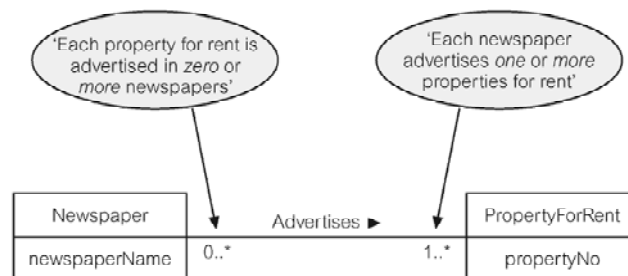 'Each property for rent is
advertised in zero or
more newspapers'
'Each newspaper
advertises one or more
properties for rent'
Newspaper
newspaperName
0..*
Advertises ►
1..*
PropertyForRent
propertyNo